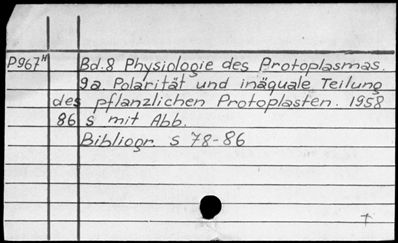 P967H Bd.8 Physiologie des Protoplasmas.
9a. Polarität und inäquale Teilung
des pflanzlichen Protoplasten. 1958
86 s mit Abb.
Bibliogr. s 78-86